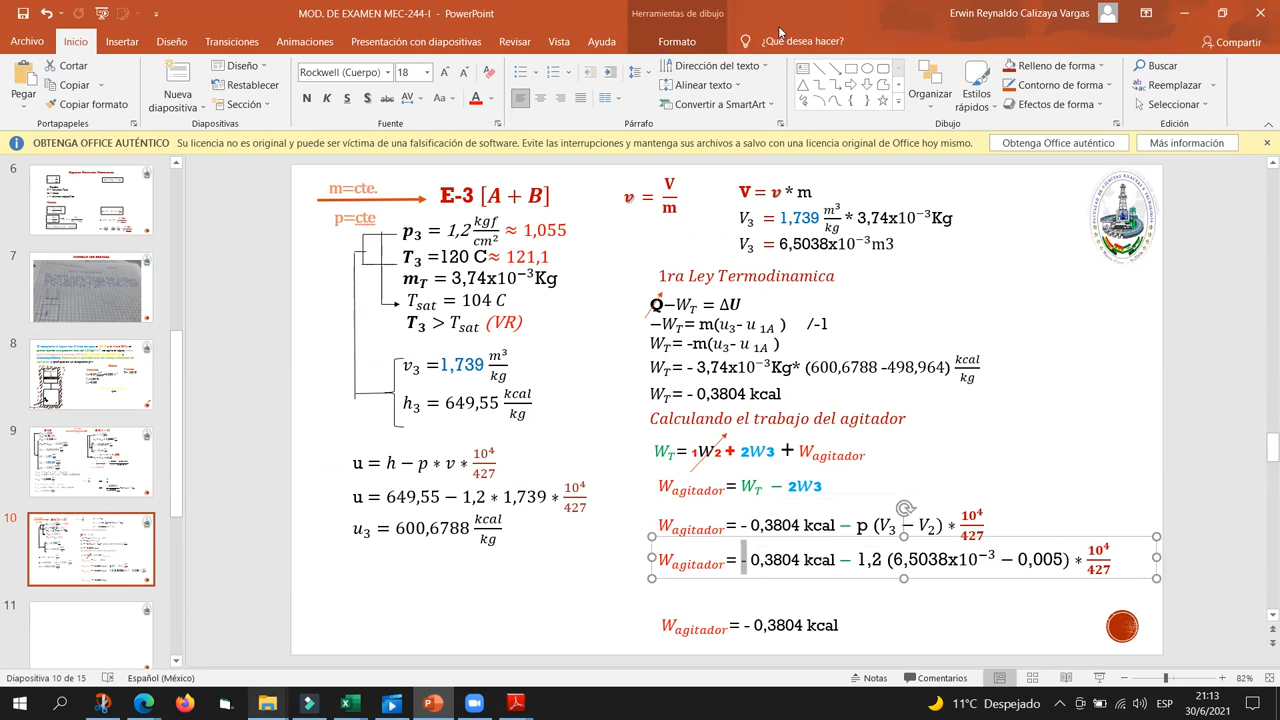 MOD. DE EXAMEN MEC-244-I - PowerPoint
Herramientas de dibujo
Erwin Reynaldo Calizaya Vargas
Archivo Inicio Insertar Diseño Transiciones Animaciones Presentación con diapositivas Revisar Vista Ayuda Formato ¿Qué desea hacer? Compartir
Pegar
Cortar
Copiar
Copiar formato
Portapapeles
Nueva diapositiva
Diseño
Restablecer
Sección
Diapositivas
Rockwell (Cuerpo) 18
N K S S abc AV Aa A
Fuente
Dirección del texto
Alinear texto
Convertir a SmartArt
Párrafo
Organizar
Estilos rápidos
Relleno de forma
Contorno de forma
Efectos de forma
Dibujo
Buscar
Reemplazar
Seleccionar
Edición
OBTENGA OFFICE AUTÉNTICO Su licencia no es original y puede ser víctima de una falsificación de software. Evite las interrupciones y mantenga sus archivos a salvo con una licencia original de Office hoy mismo. Obtenga Office auténtico Más información
6
7
8
9
10
11
m=cte.
p=cte
E-3 [A + B]
p₃ = 1,2 kgf/cm² ≈ 1,055
T₃ =120 C ≈ 121,1
m_T = 3,74x10⁻³Kg
T_sat = 104 C
T₃ > T_sat (VR)
v₃ = 1,739 m³/kg
h₃ = 649,55 kcal/kg
u = h − p ∗ v ∗ 10⁴/427
u = 649,55 − 1,2 ∗ 1,739 ∗ 10⁴/427
u₃ = 600,6788 kcal/kg
v = V/m
V = v * m
V₃ = 1,739 m³/kg * 3,74x10⁻³Kg
V₃ = 6,5038x10⁻³m3
1ra Ley Termodinamica
Q−W_T = ΔU
−W_T= m(u₃- u ₁A ) /-1
W_T= -m(u₃- u ₁A )
W_T= - 3,74x10⁻³Kg* (600,6788 -498,964) kcal/kg
W_T= - 0,3804 kcal
Calculando el trabajo del agitador
W_T= 1W2 + 2W3 + W_agitador
W_agitador= W_T − 2W3
W_agitador= - 0,3804 kcal − p (V₃ − V₂) ∗ 10⁴/427
W_agitador= - 0,3804 kcal − 1,2 (6,5038x10⁻³ − 0,005) ∗ 10⁴/427
W_agitador= - 0,3804 kcal
Diapositiva 10 de 15 Español (México) Notas Comentarios 82%
11°C Despejado ESP 21:13
30/6/2021